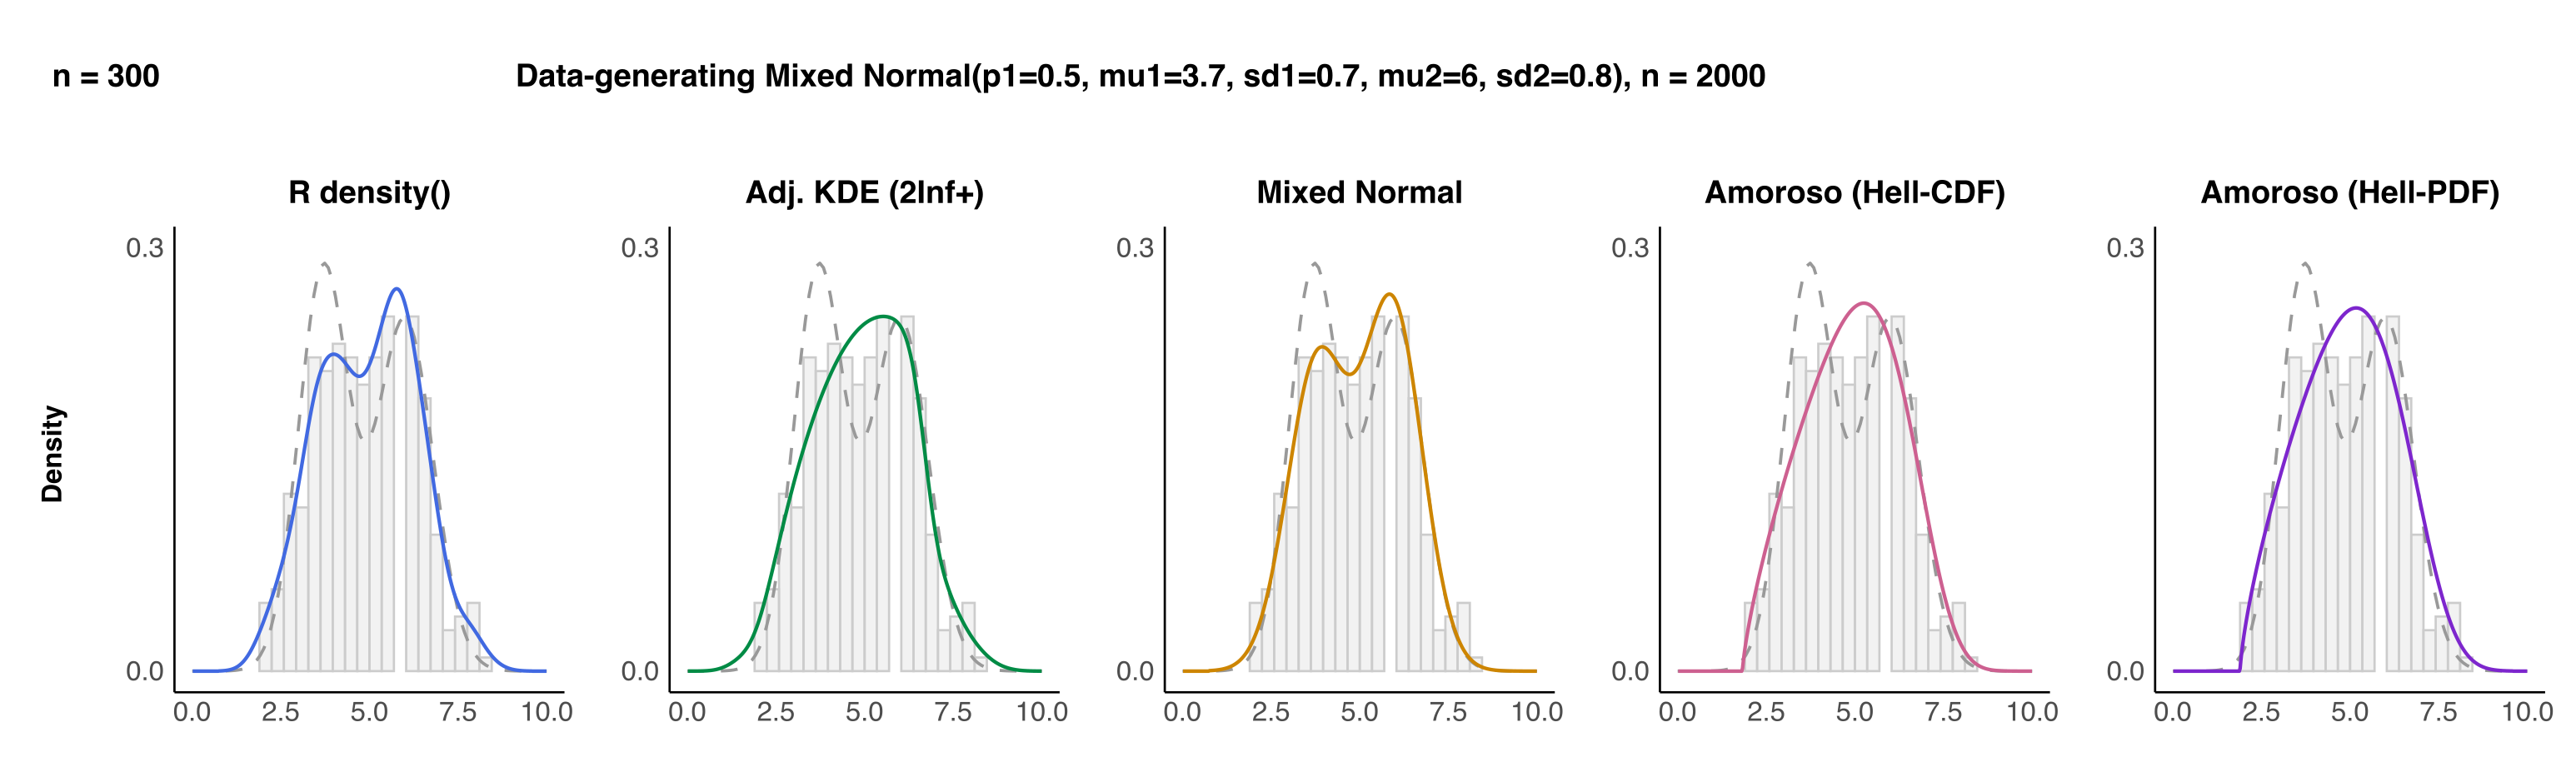 n = 300
Data-generating Mixed Normal(p1=0.5, mu1=3.7, sd1=0.7, mu2=6, sd2=0.8), n = 2000
R density()
Adj. KDE (2Inf+)
Mixed Normal
Amoroso (Hell-CDF)
Amoroso (Hell-PDF)
Density
0.3
0.0
0.0 2.5 5.0 7.5 10.0
0.3
0.0
0.0 2.5 5.0 7.5 10.0
0.3
0.0
0.0 2.5 5.0 7.5 10.0
0.3
0.0
0.0 2.5 5.0 7.5 10.0
0.3
0.0
0.0 2.5 5.0 7.5 10.0